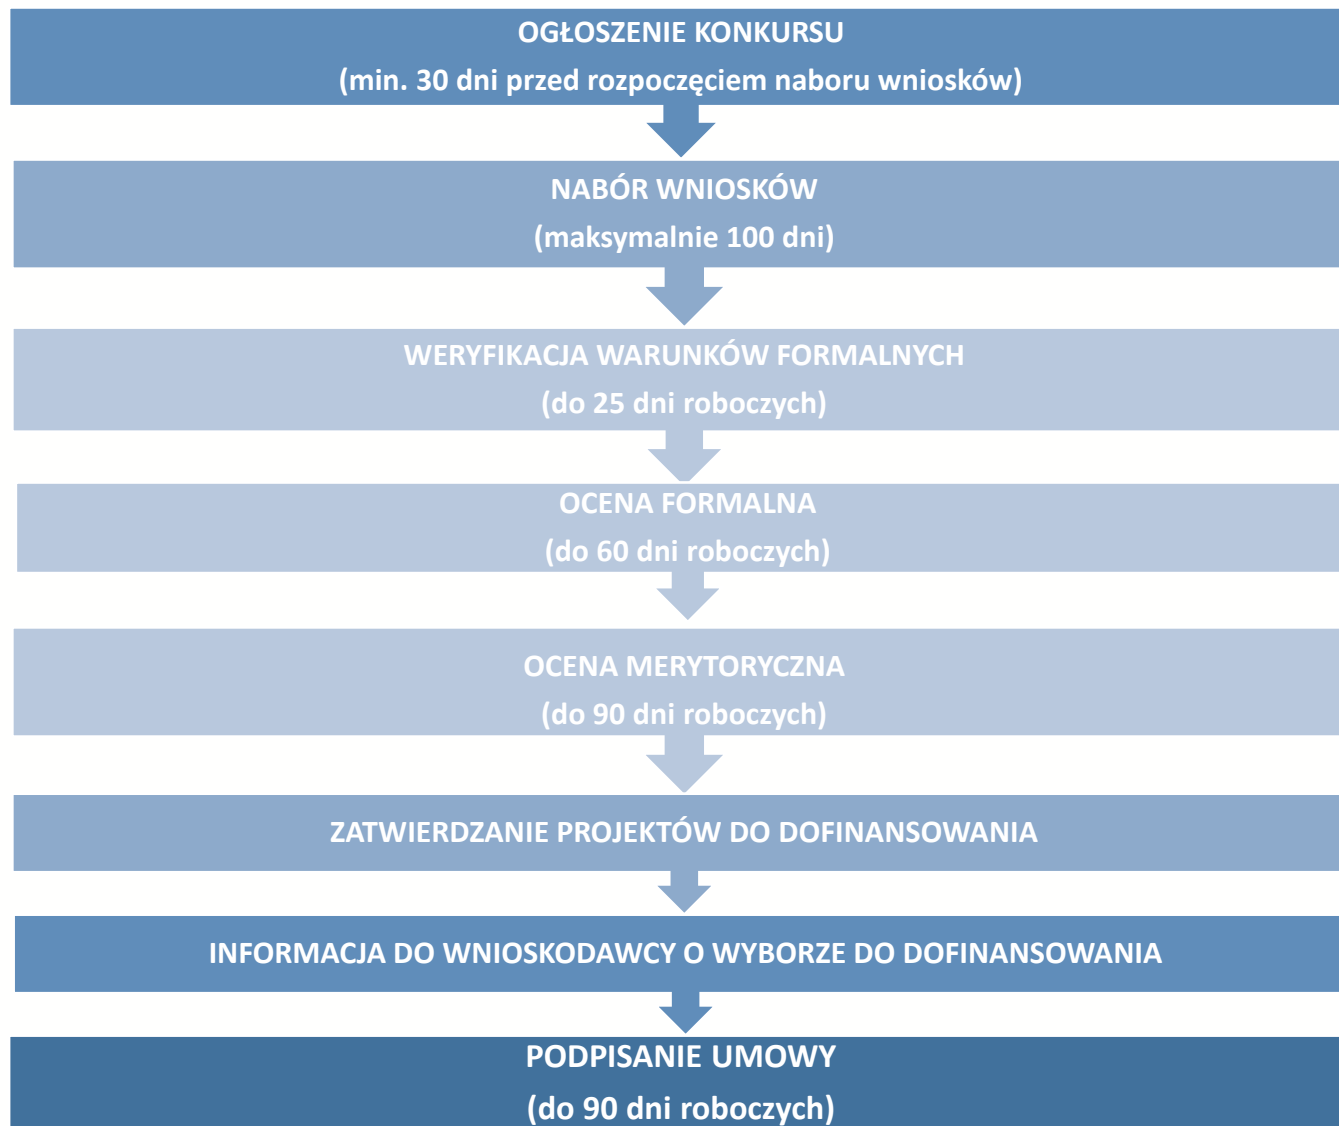 OGŁOSZENIE KONKURSU
(min. 30 dni przed rozpoczęciem naboru wniosków)
NABÓR WNIOSKÓW
(maksymalnie 100 dni)
WERYFIKACJA WARUNKÓW FORMALNYCH
(do 25 dni roboczych)
OCENA FORMALNA
(do 60 dni roboczych)
OCENA MERYTORYCZNA
(do 90 dni roboczych)
ZATWIERDZANIE PROJEKTÓW DO DOFINANSOWANIA
INFORMACJA DO WNIOSKODAWCY O WYBORZE DO DOFINANSOWANIA
PODPISANIE UMOWY
(do 90 dni roboczych)